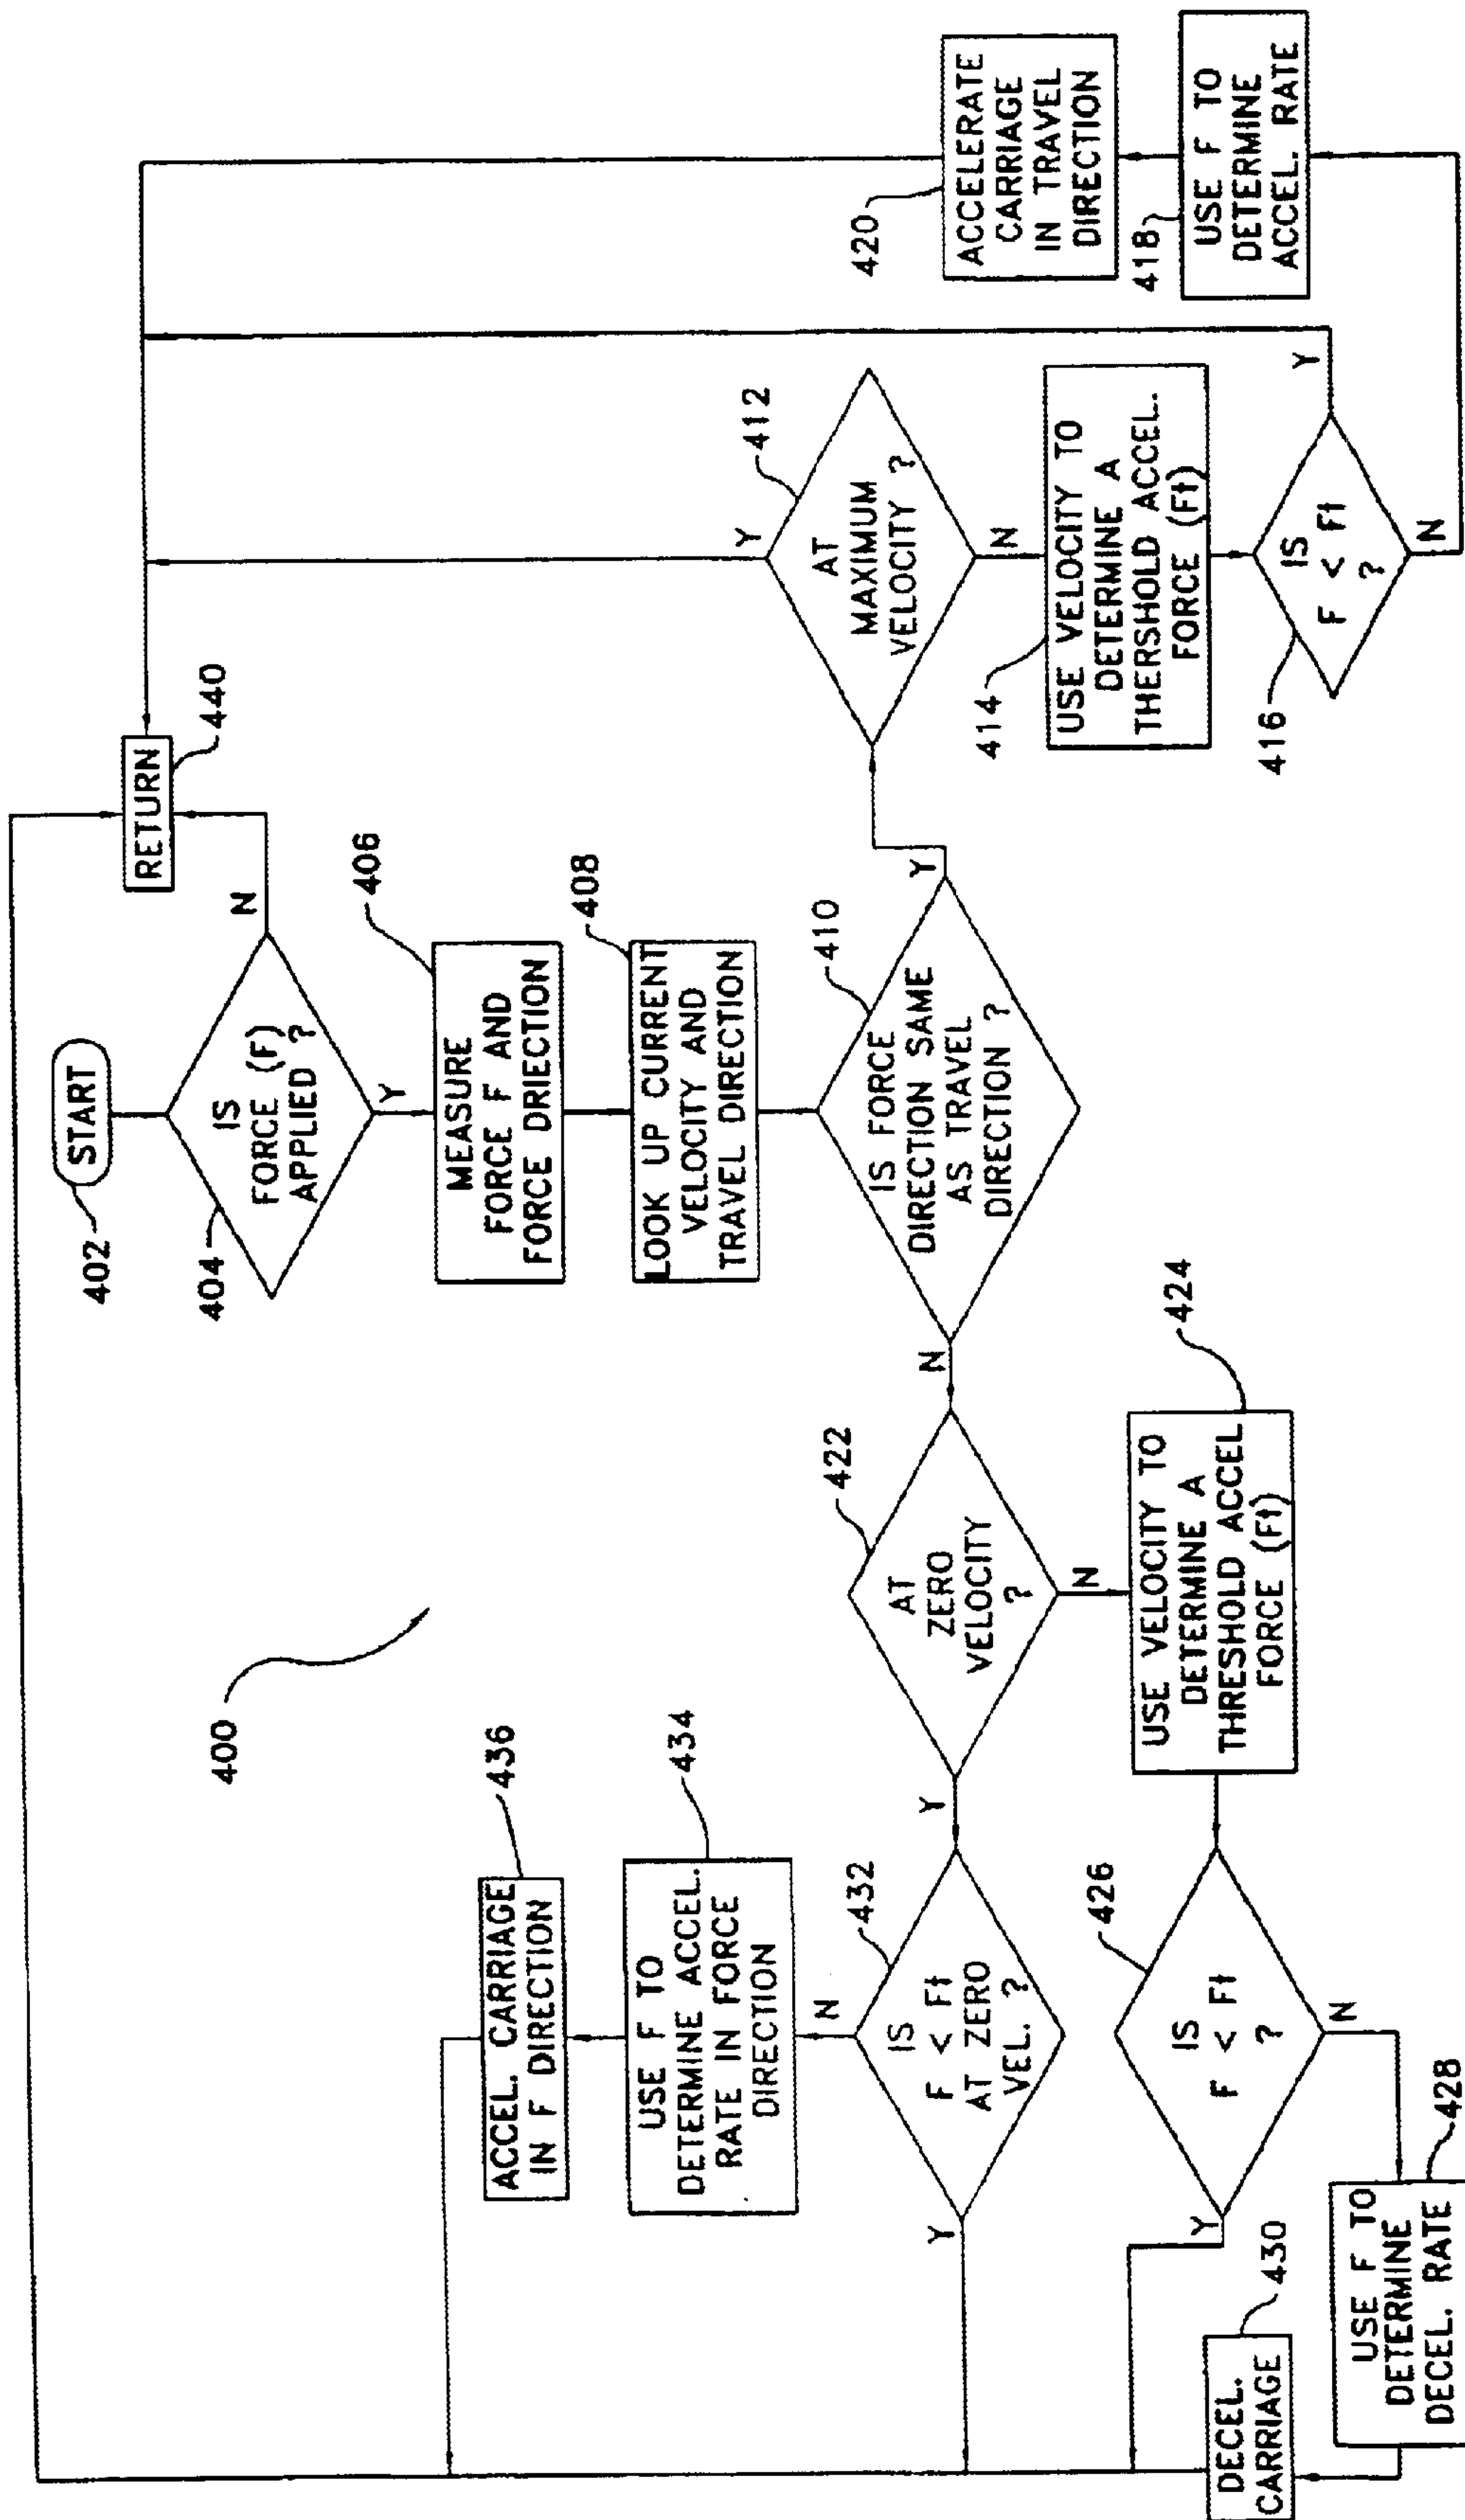 402
START
404
IS
FORCE (F)
APPLIED ?
N
Y
RETURN
440
406
MEASURE
FORCE F AND
FORCE DRIECTION
408
LOOK UP CURRENT
VELOCITY AND
TRAVEL DIRECTION
410
IS FORCE
DIRECTION SAME
AS TRAVEL
DIRECTION ?
N
Y
412
AT
MAXIMUM
VELOCITY ?
Y
N
414
USE VELOCITY TO
DETERMINE A
THERSHOLD ACCEL.
FORCE (Ft)
416
IS
F < Ft
?
Y
N
418
USE F TO
DETERMINE
ACCEL. RATE
420
ACCELERATE
CARRIAGE
IN TRAVEL
DIRECTION
400
422
AT
ZERO
VELOCITY
?
Y
N
424
USE VELOCITY TO
DETERMINE A
THRESHOLD ACCEL
FORCE (Ft)
426
IS
F < Ft
?
Y
N
428
USE F TO
DETERMINE
DECEL. RATE
430
DECEL.
CARRIAGE
432
IS
F < Ft
AT ZERO
VEL. ?
Y
N
434
USE F TO
DETERMINE ACCEL.
RATE IN FORCE
DIRECTION
436
ACCEL. CARRIAGE
IN F DIRECTION